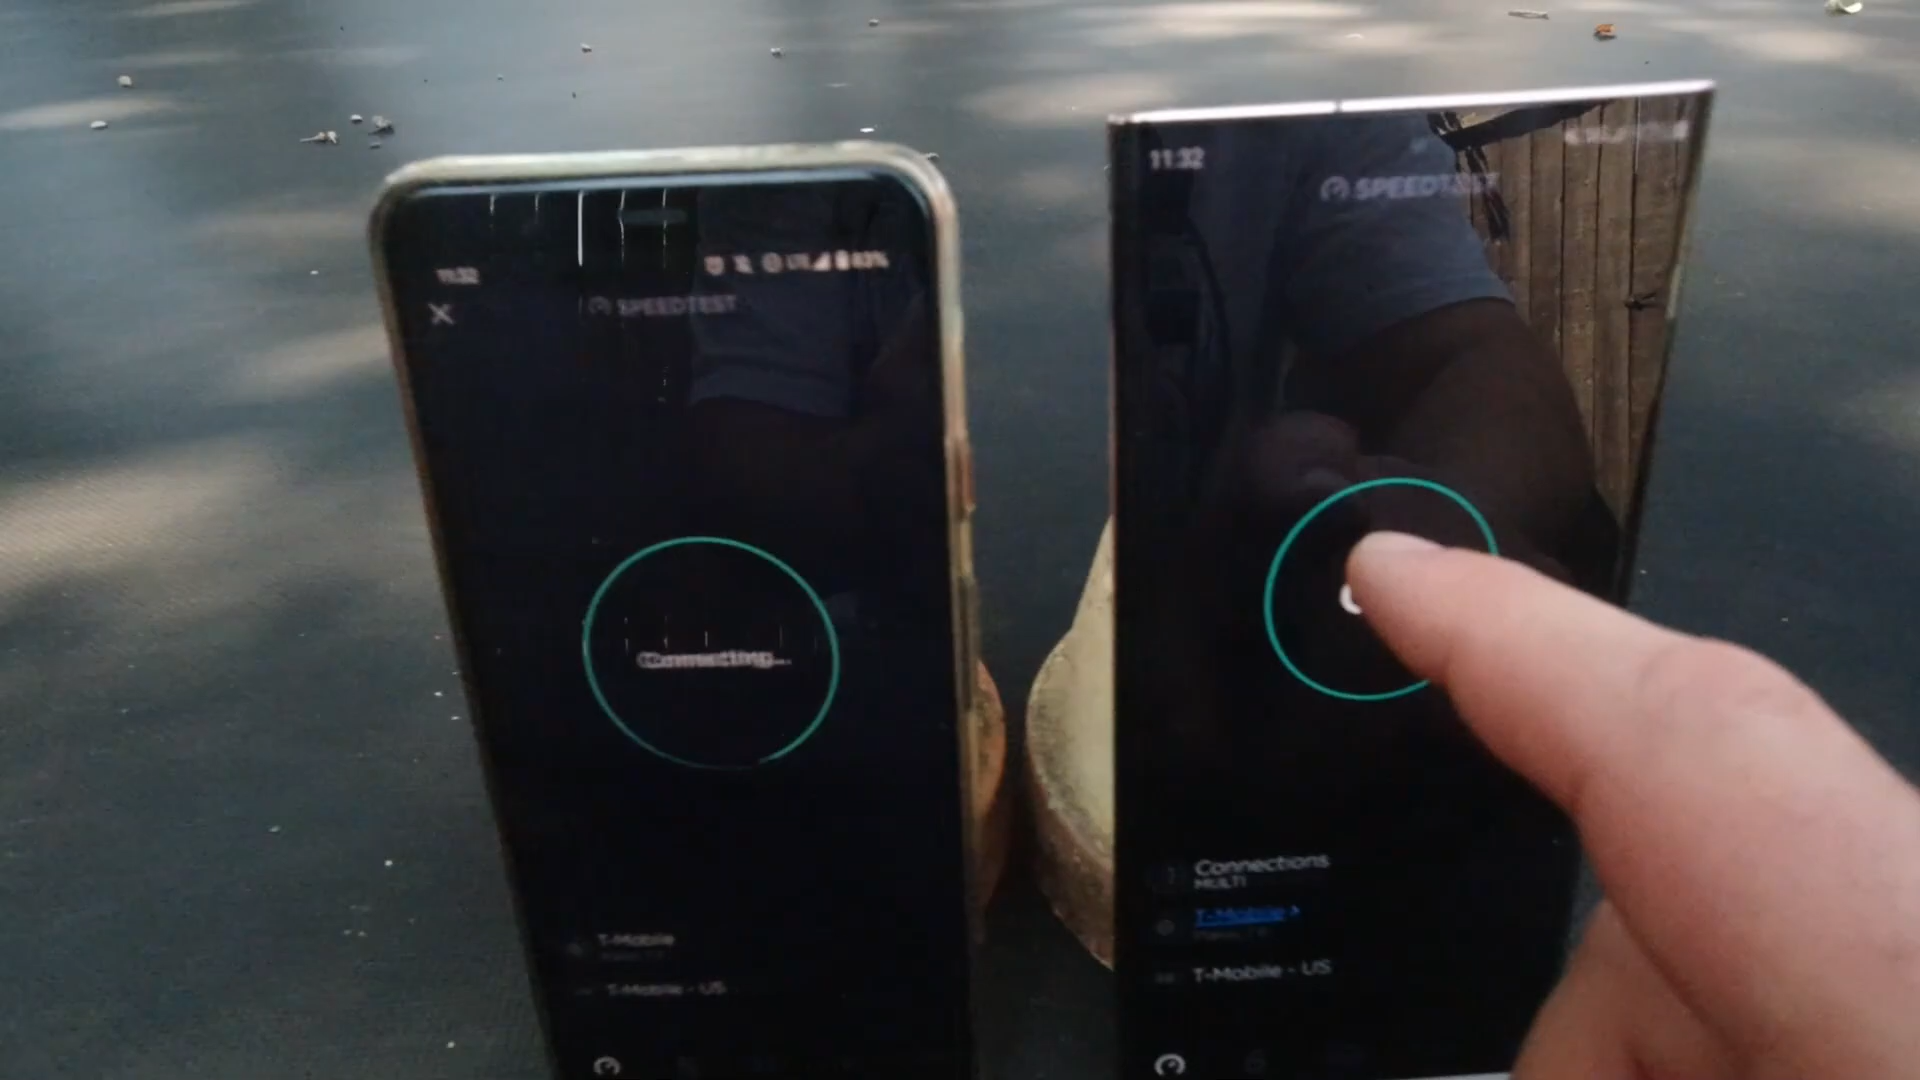 11:32
SPEEDTEST
Connecting...
T-Mobile
T-Mobile - US
11:32
SPEEDTEST
Connections
MULTI
T-Mobile >
T-Mobile - US